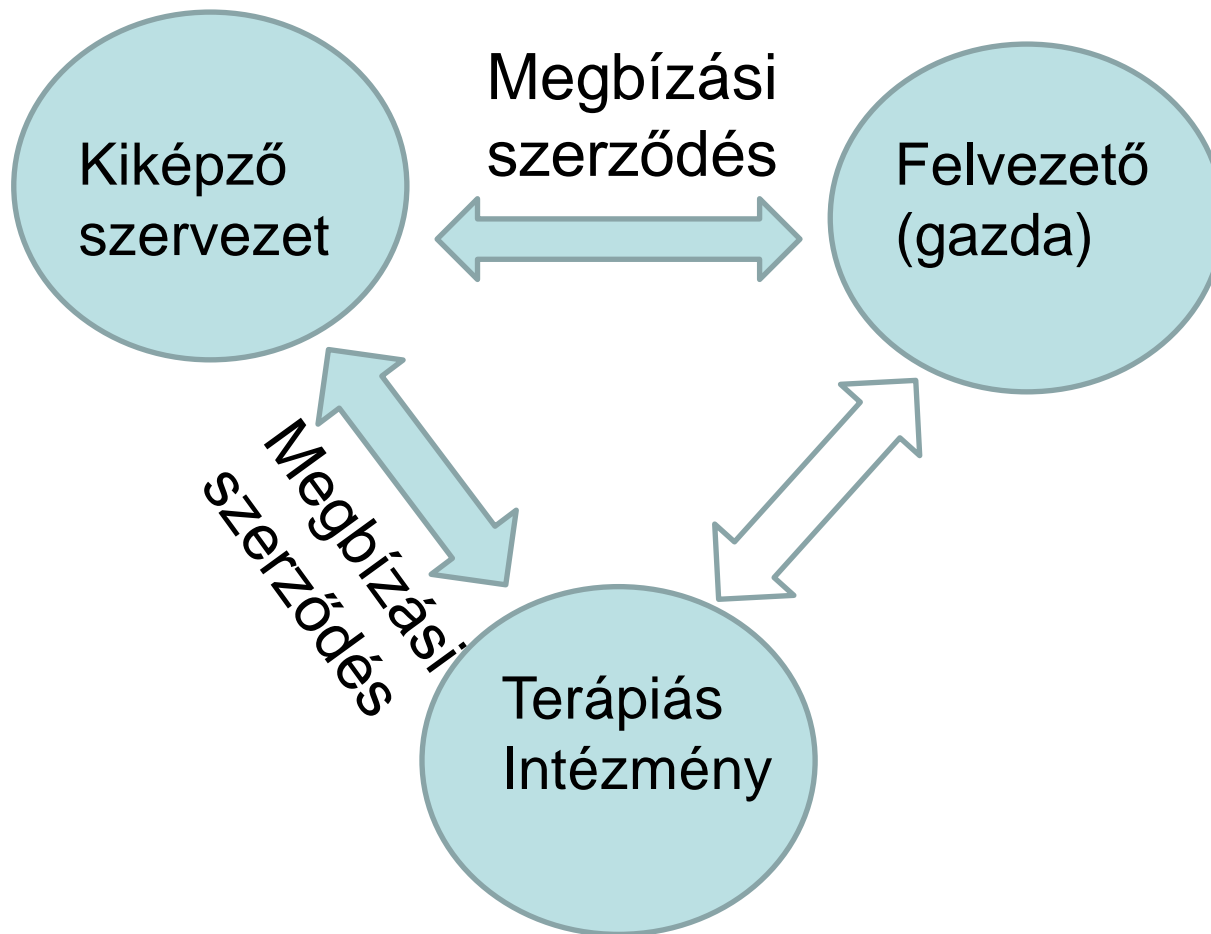 Kiképző
szervezet
Megbízási
szerződés
Felvezető
(gazda)
Megbízási
szerződés
Terápiás
Intézmény